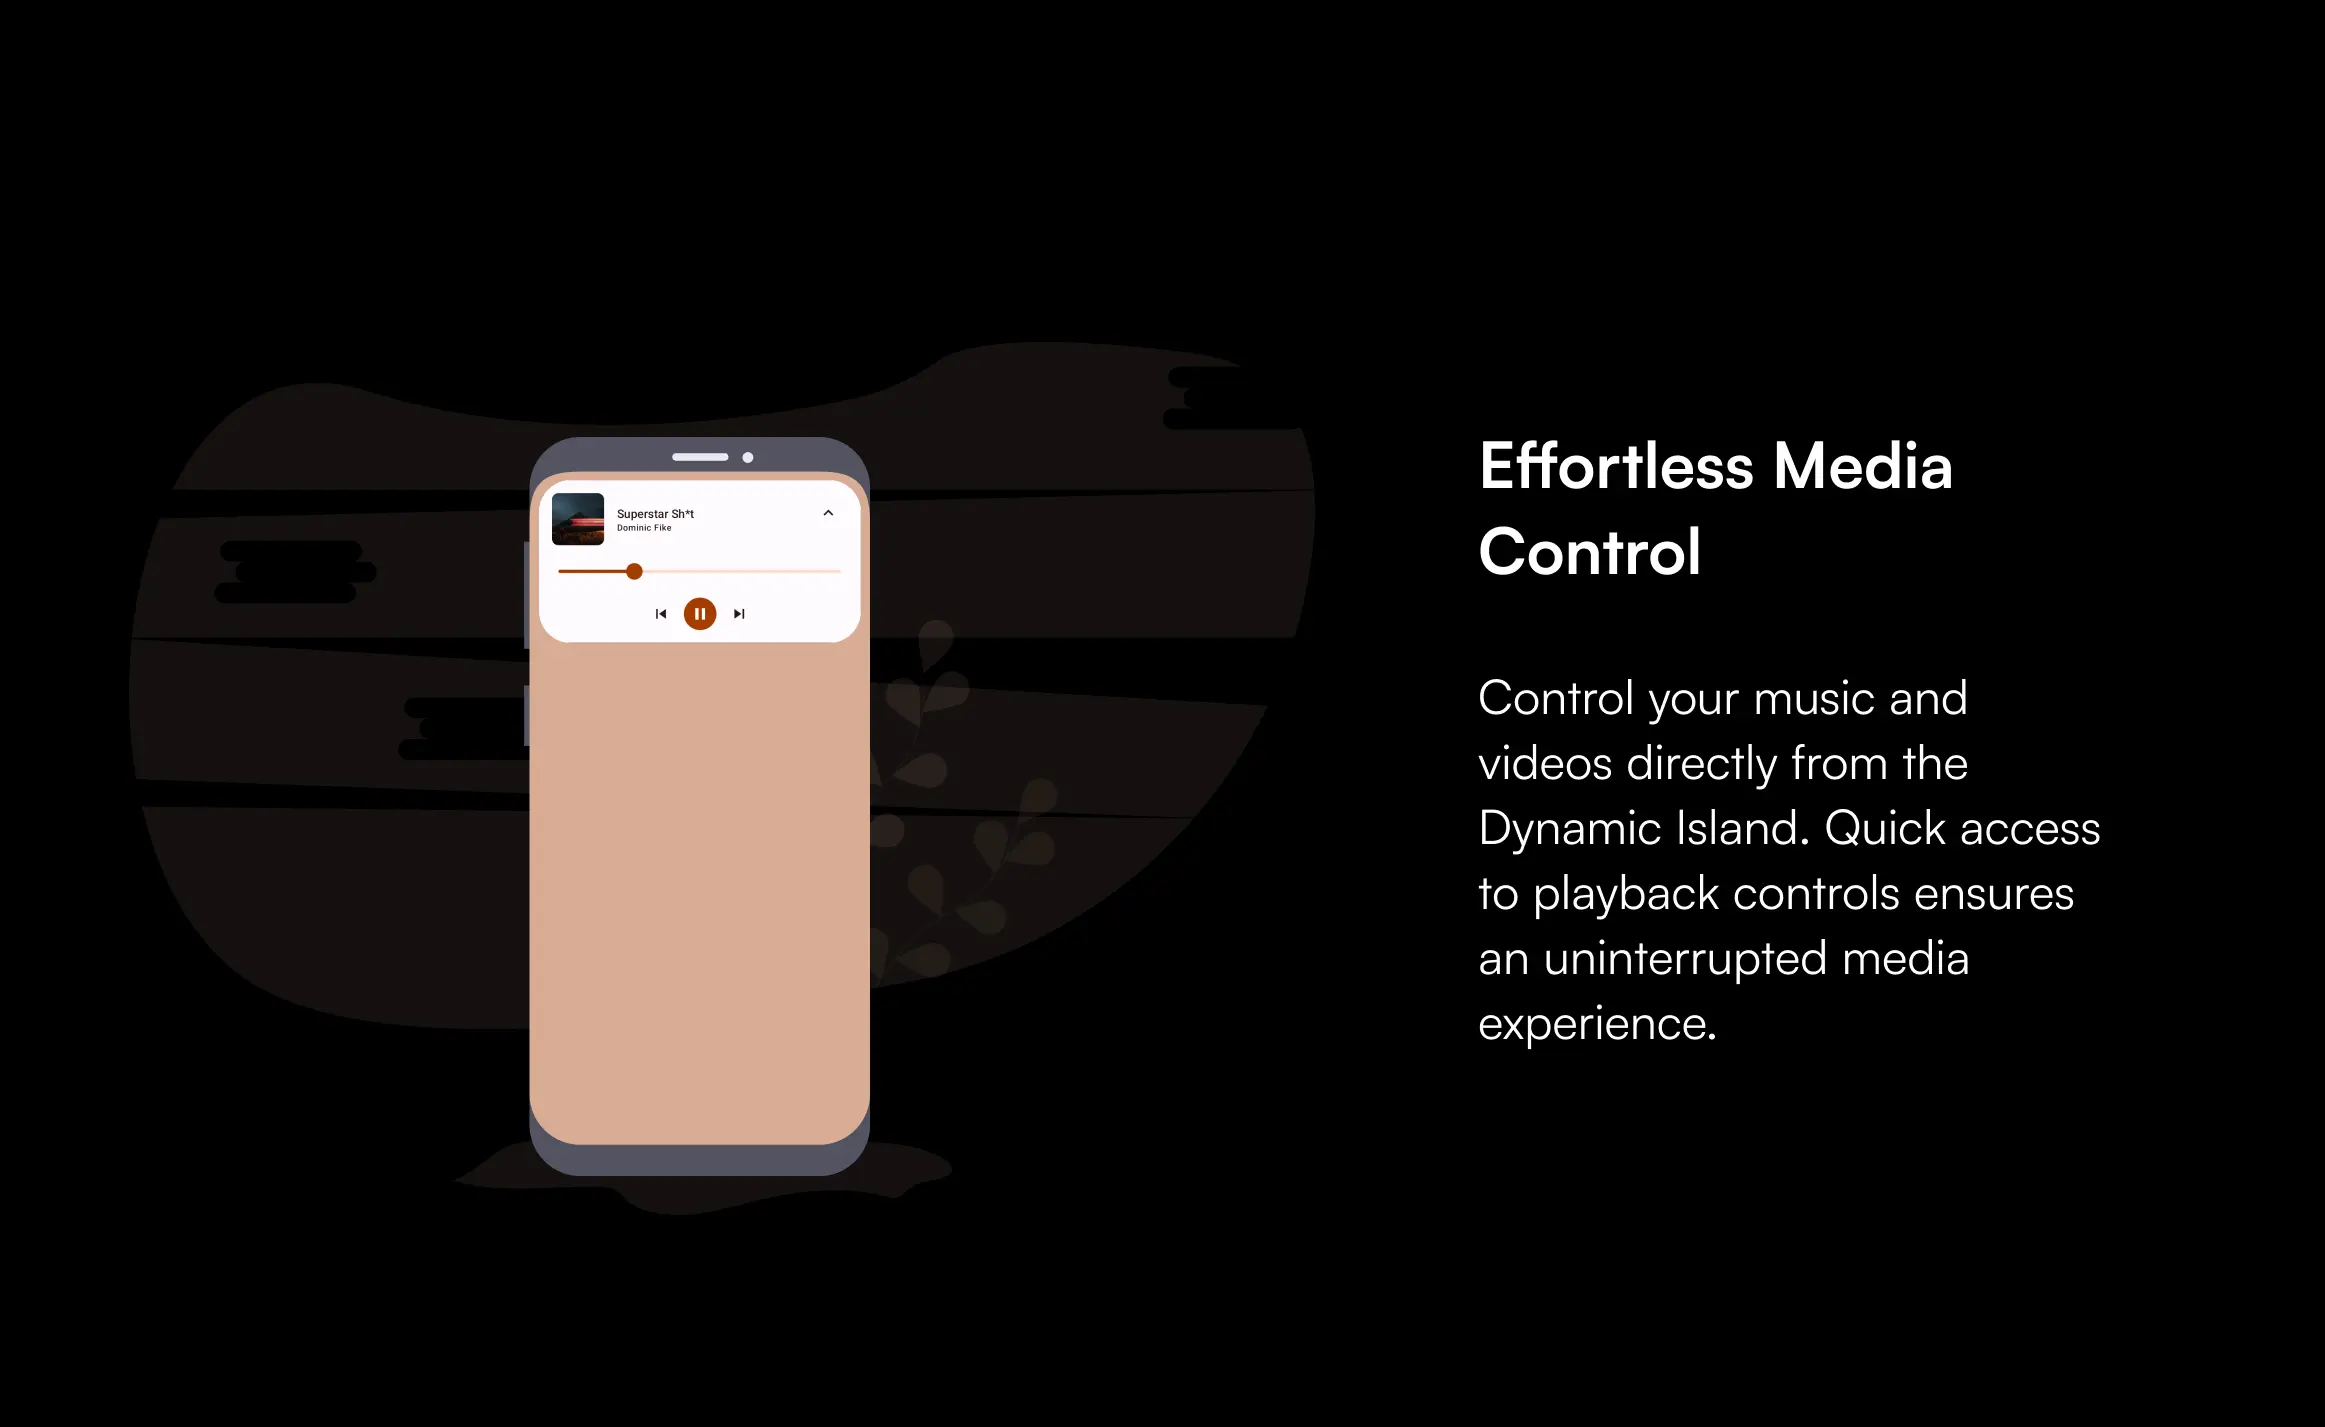 Superstar Sh*t
Dominic Fike
Effortless Media
Control
Control your music and
videos directly from the
Dynamic Island. Quick access
to playback controls ensures
an uninterrupted media
experience.